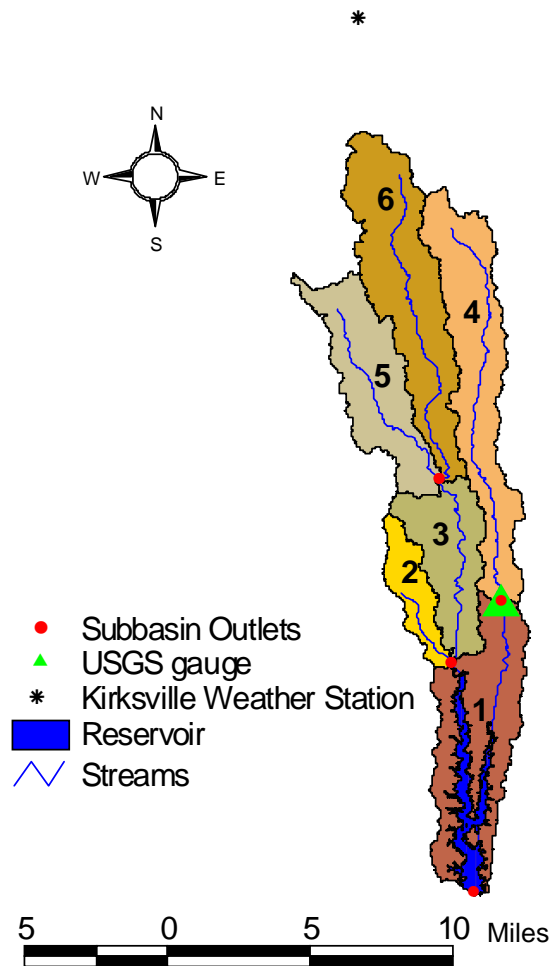 N
W E
S
6
4
5
3
2
1
Subbasin Outlets
USGS gauge
Kirksville Weather Station
Reservoir
Streams
5 0 5 10 Miles